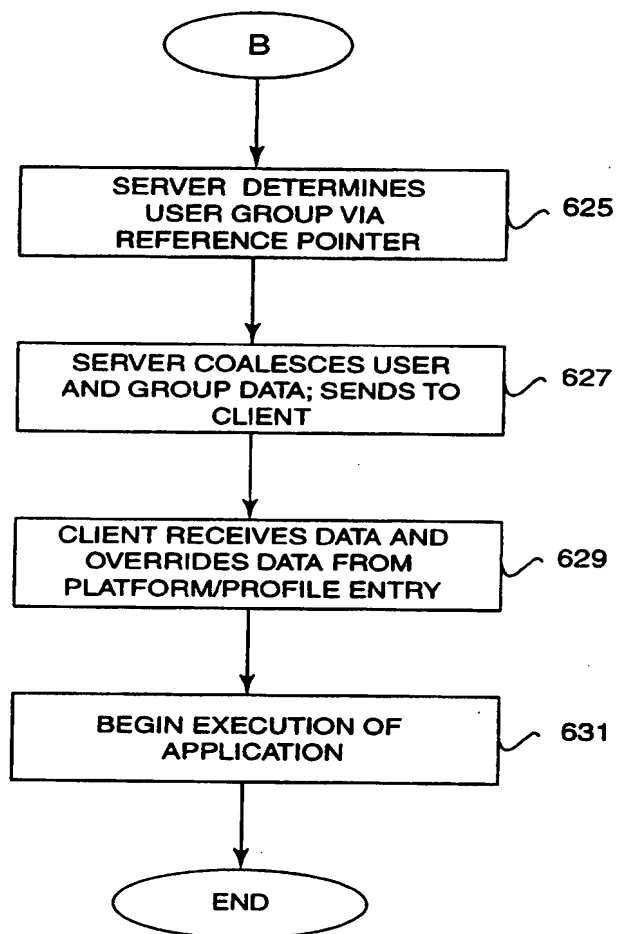 B
SERVER DETERMINES
USER GROUP VIA
REFERENCE POINTER
625
SERVER COALESCES USER
AND GROUP DATA; SENDS TO
CLIENT
627
CLIENT RECEIVES DATA AND
OVERRIDES DATA FROM
PLATFORM/PROFILE ENTRY
629
BEGIN EXECUTION OF
APPLICATION
631
END